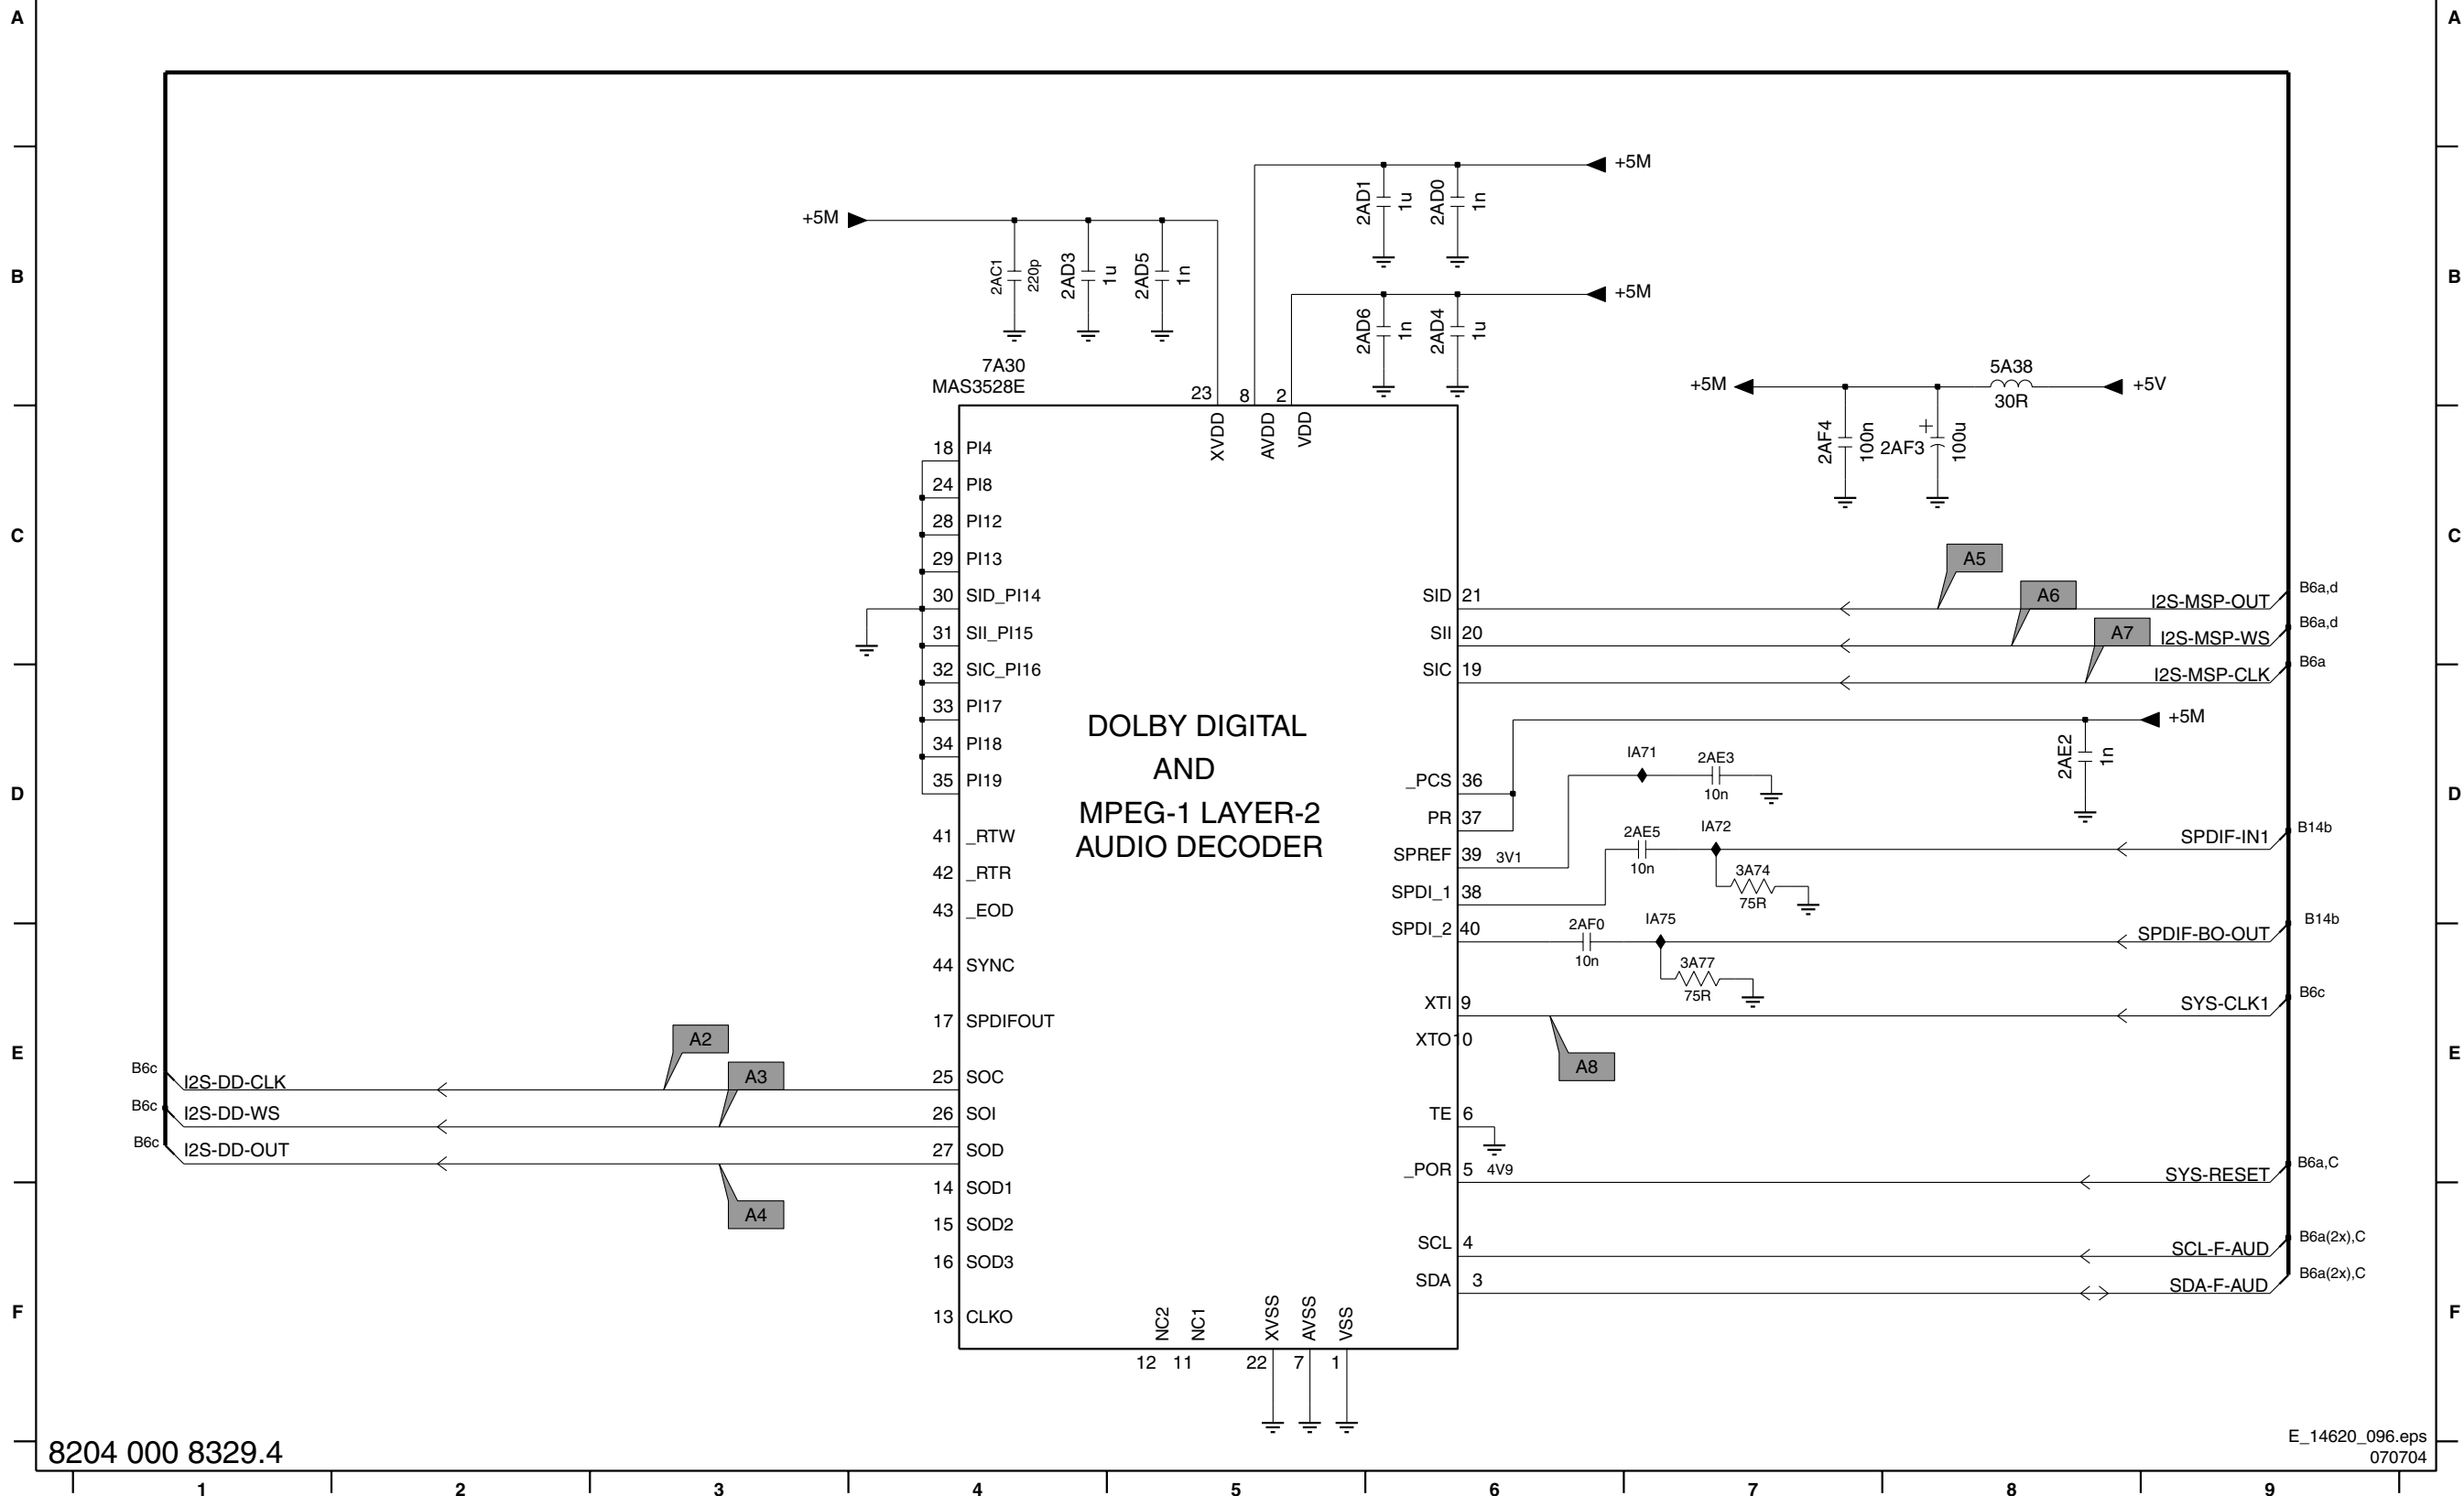 A
A
+5M
2AD1
1u
2AD0
1n
+5M
2AC1
220p
2AD3
1u
2AD5
1n
B
B
+5M
2AD6
1n
2AD4
1u
7A30
MAS3528E
5A38
+5M
+5V
30R
23
8
2
XVDD
AVDD
VDD
2AF4
100n
+
2AF3
100u
18 PI4
24 PI8
28 PI12
C
C
29 PI13
30 SID_PI14
31 SII_PI15
32 SIC_PI16
33 PI17
34 PI18
35 PI19
41 _RTW
42 _RTR
43 _EOD
44 SYNC
17 SPDIFOUT
25 SOC
26 SOI
27 SOD
14 SOD1
15 SOD2
16 SOD3
13 CLKO
DOLBY DIGITAL
AND
MPEG-1 LAYER-2
AUDIO DECODER
SID 21
A5
I2S-MSP-OUT
B6a,d
SII 20
A6
I2S-MSP-WS
B6a,d
SIC 19
A7
I2S-MSP-CLK
B6a
+5M
2AE2
1n
D
D
_PCS 36
PR 37
IA71
2AE3
10n
SPREF 39 3V1
2AE5
10n
IA72
SPDIF-IN1
B14b
SPDI_1 38
3A74
75R
SPDI_2 40
2AF0
10n
IA75
SPDIF-BO-OUT
B14b
3A77
75R
XTI 9
SYS-CLK1
B6c
XTO 10
A8
E
E
A2
A3
A4
B6c
I2S-DD-CLK
B6c
I2S-DD-WS
B6c
I2S-DD-OUT
TE 6
_POR 5 4V9
SYS-RESET
B6a,C
SCL 4
SCL-F-AUD
B6a(2x),C
SDA 3
SDA-F-AUD
B6a(2x),C
F
F
NC2
NC1
XVSS
AVSS
VSS
12 11 22 7 1
8204 000 8329.4
E_14620_096.eps
070704
1 2 3 4 5 6 7 8 9